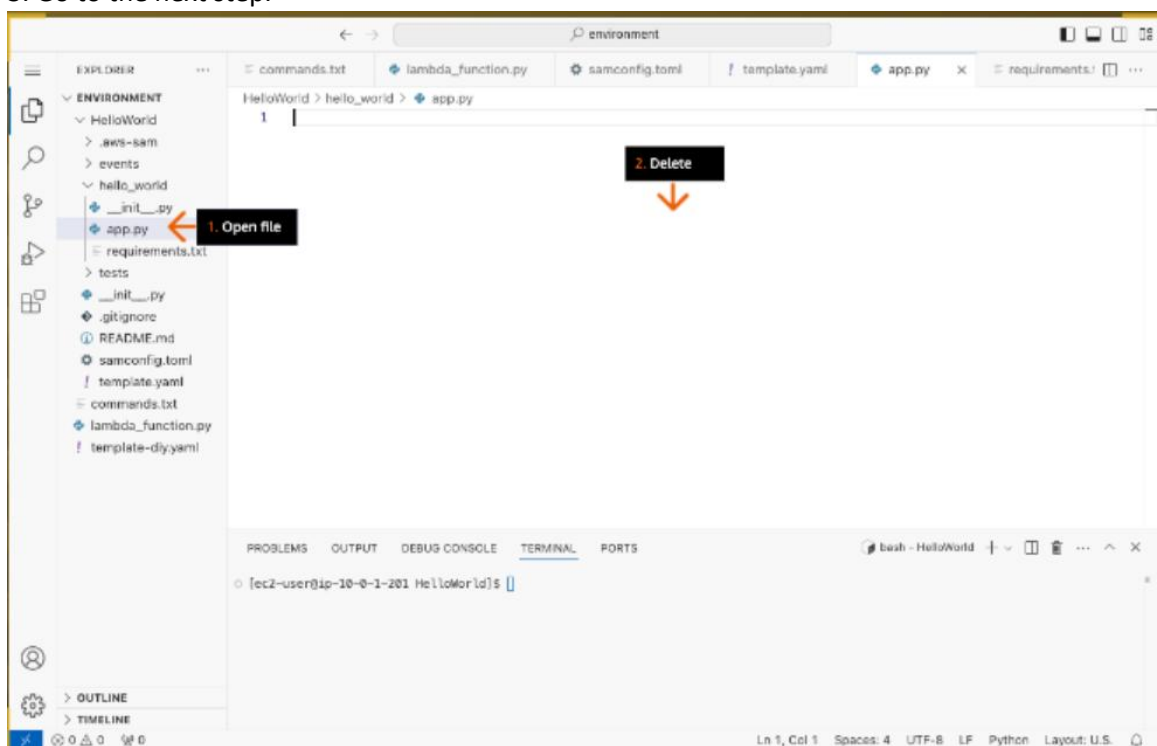 environment
EXPLORER ...
commands.txt lambda_function.py samconfig.toml ! template.yaml app.py × ...
ENVIRONMENT
HelloWorld > hello_world > app.py
HelloWorld
1
> .aws-sam
> events
2. Delete
hello_world
__init__.py
app.py
1. Open file
requirements.txt
> tests
__init__.py
.gitignore
README.md
samconfig.toml
! template.yaml
commands.txt
lambda_function.py
! template-diy.yaml
PROBLEMS OUTPUT DEBUG CONSOLE TERMINAL PORTS bash - HelloWorld
[ec2-user@ip-10-0-1-201 HelloWorld]$
> OUTLINE
> TIMELINE
0 0 0 Ln 1, Col 1 Spaces: 4 UTF-8 LF Python Layout: U.S.